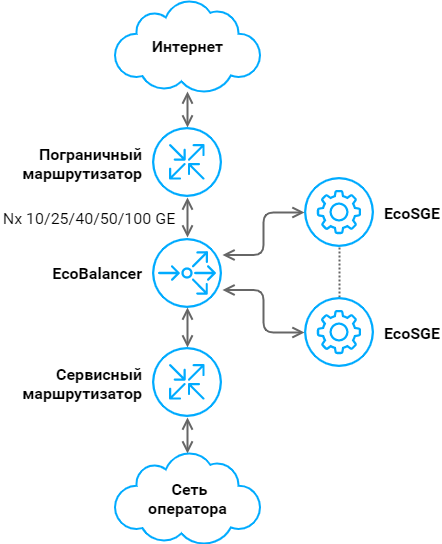 Интернет
Пограничный
маршрутизатор
Nx 10/25/40/50/100 GE
EcoSGE
EcoBalancer
EcoSGE
Сервисный
маршрутизатор
Сеть
оператора